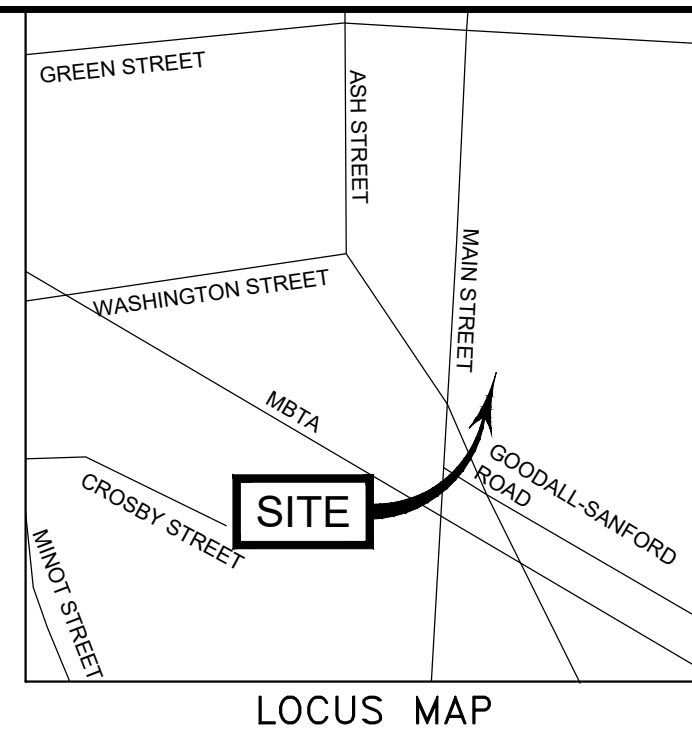 GREEN STREET
ASH STREET
MAIN STREET
WASHINGTON STREET
MBTA
GOODALL-SANFORD
ROAD
CROSBY STREET
SITE
MINOT STREET
LOCUS MAP